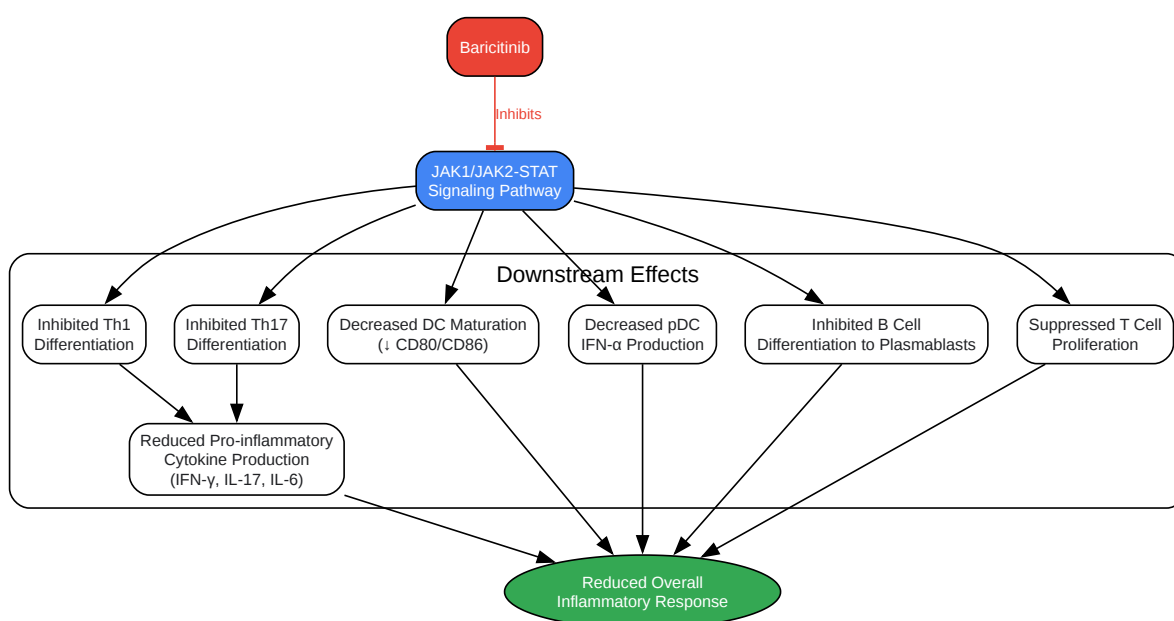 Baricitinib
Inhibits
JAK1/JAK2-STAT
Signaling Pathway
Downstream Effects
Inhibited Th1
Differentiation
Inhibited Th17
Differentiation
Decreased DC Maturation
(↓ CD80/CD86)
Decreased pDC
IFN-α Production
Inhibited B Cell
Differentiation to Plasmablasts
Suppressed T Cell
Proliferation
Reduced Pro-inflammatory
Cytokine Production
(IFN-γ, IL-17, IL-6)
Reduced Overall
Inflammatory Response